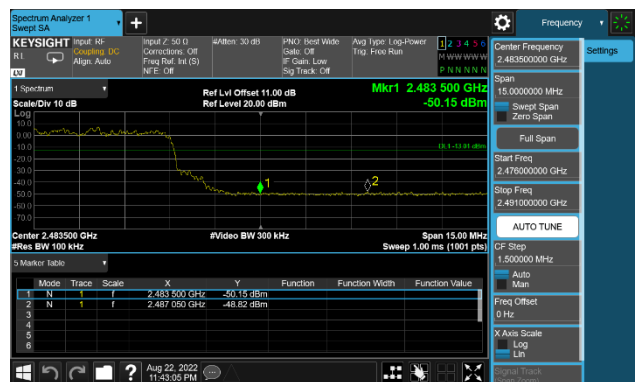 Spectrum Analyzer 1
Swept SA
Frequency
KEYSIGHT
Input: RF
Input Z: 50 Ω
#Atten: 30 dB
PNO: Best Wide
Avg Type: Log-Power
1 2 3 4 5 6
RL
Coupling: DC
Corrections: Off
Gate: Off
Trig: Free Run
M W W W W W
Align: Auto
Freq Ref: Int (S)
IF Gain: Low
NFE: Off
Sig Track: Off
P N N N N N
LXI
Center Frequency
2.483500000 GHz
Settings
1 Spectrum
Ref Lvl Offset 11.00 dB
Mkr1 2.483 500 GHz
Scale/Div 10 dB
Ref Level 20.00 dBm
-50.15 dBm
Log
10.0
0.00
-10.0
DL1 -13.01 dBm
-20.0
-30.0
-40.0
-50.0
-60.0
-70.0
1
2
Center 2.483500 GHz
#Video BW 300 kHz
Span 15.00 MHz
#Res BW 100 kHz
Sweep 1.00 ms (1001 pts)
Span
15.0000000 MHz
Swept Span
Zero Span
Full Span
Start Freq
2.476000000 GHz
Stop Freq
2.491000000 GHz
AUTO TUNE
CF Step
1.500000 MHz
Auto
Man
Freq Offset
0 Hz
X Axis Scale
Log
Lin
Signal Track
(Span Zoom)
5 Marker Table
Mode Trace Scale X Y Function Function Width Function Value
1 N 1 f 2.483 500 GHz -50.15 dBm
2 N 1 f 2.487 050 GHz -48.82 dBm
3
4
5
6
Aug 22, 2022
11:43:05 PM